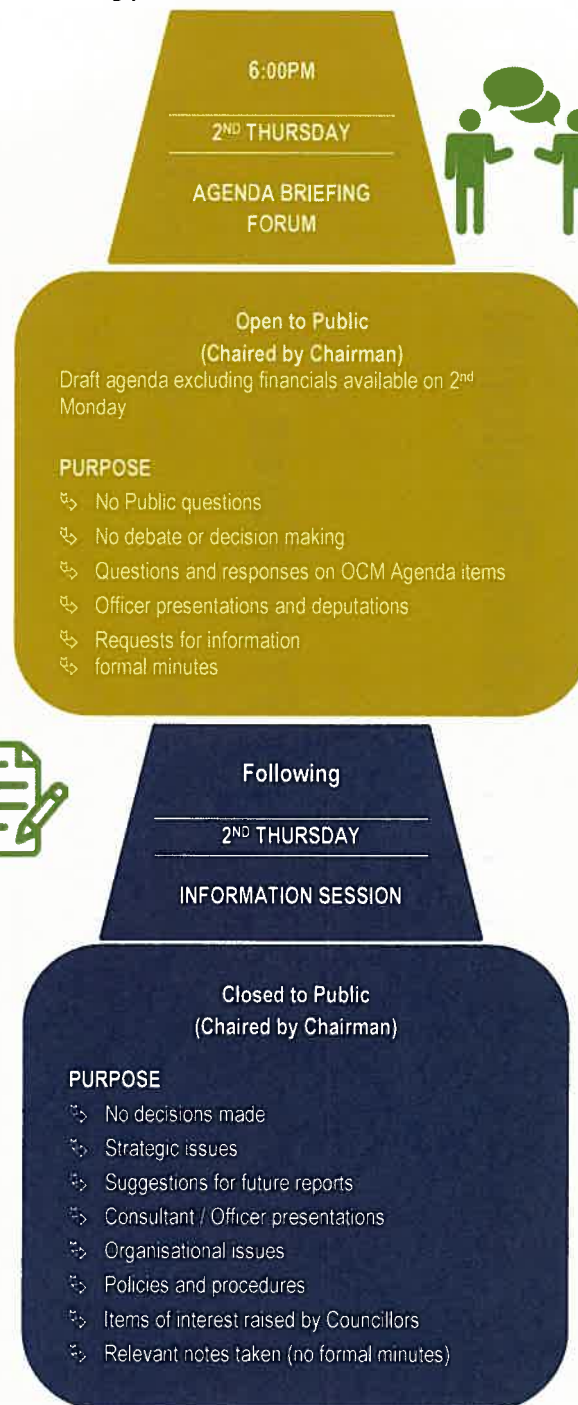 6:00PM
2ND THURSDAY
AGENDA BRIEFING
FORUM
Open to Public
(Chaired by Chairman)
Draft agenda excluding financials available on 2nd
Monday
PURPOSE
No Public questions
No debate or decision making
Questions and responses on OCM Agenda items
Officer presentations and deputations
Requests for information
formal minutes
Following
2ND THURSDAY
INFORMATION SESSION
Closed to Public
(Chaired by Chairman)
PURPOSE
No decisions made
Strategic issues
Suggestions for future reports
Consultant / Officer presentations
Organisational issues
Policies and procedures
Items of interest raised by Councillors
Relevant notes taken (no formal minutes)